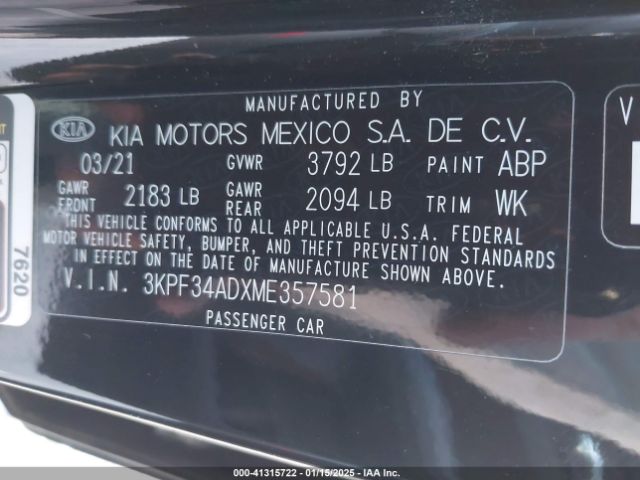 MANUFACTURED BY
KIA KIA MOTORS MEXICO S.A. DE C.V.
03/21 GVWR 3792 LB PAINT ABP
GAWR FRONT 2183 LB GAWR REAR 2094 LB TRIM WK
THIS VEHICLE CONFORMS TO ALL APPLICABLE U.S.A. FEDERAL
MOTOR VEHICLE SAFETY, BUMPER, AND THEFT PREVENTION STANDARDS
IN EFFECT ON THE DATE OF MANUFACTURE SHOWN ABOVE.
V.I.N. 3KPF34ADXME357581
PASSENGER CAR
7620
V
000-41315722 - 01/15/2025 - IAA Inc.